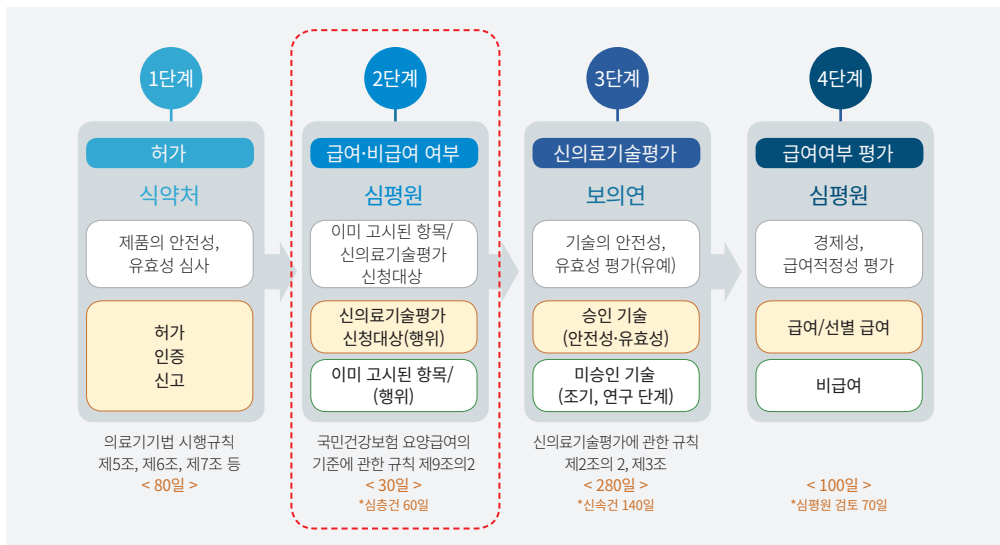 1단계
허가
식약처
제품의 안전성,
유효성 심사
허가
인증
신고
의료기기법 시행규칙
제5조, 제6조, 제7조 등
< 80일 >
2단계
급여·비급여 여부
심평원
이미 고시된 항목/
신의료기술평가
신청대상
신의료기술평가
신청대상(행위)
이미 고시된 항목/
(행위)
국민건강보험 요양급여의
기준에 관한 규칙 제9조의2
< 30일 >
*심층건 60일
3단계
신의료기술평가
보의연
기술의 안전성,
유효성 평가(유예)
승인 기술
(안전성·유효성)
미승인 기술
(조기, 연구 단계)
신의료기술평가에 관한 규칙
제2조의 2, 제3조
< 280일 >
*신속건 140일
4단계
급여여부 평가
심평원
경제성,
급여적정성 평가
급여/선별 급여
비급여
< 100일 >
*심평원 검토 70일